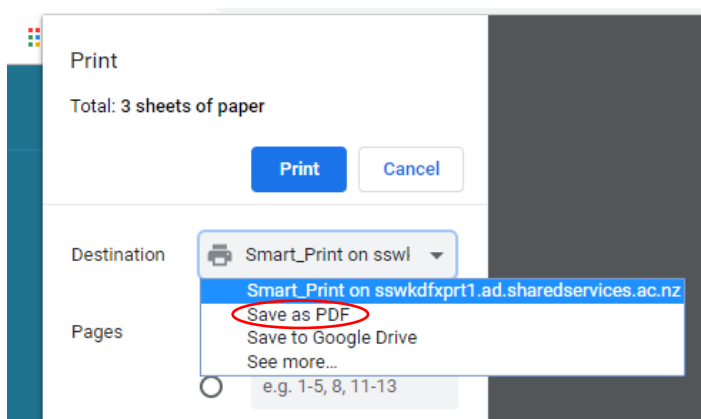 Print
Total: 3 sheets of paper
Print Cancel
Destination Smart_Print on sswl
Smart_Print on sswkdfxprt1.ad.sharedservices.ac.nz
Save as PDF
Pages
Save to Google Drive
See more...
e.g. 1-5, 8, 11-13